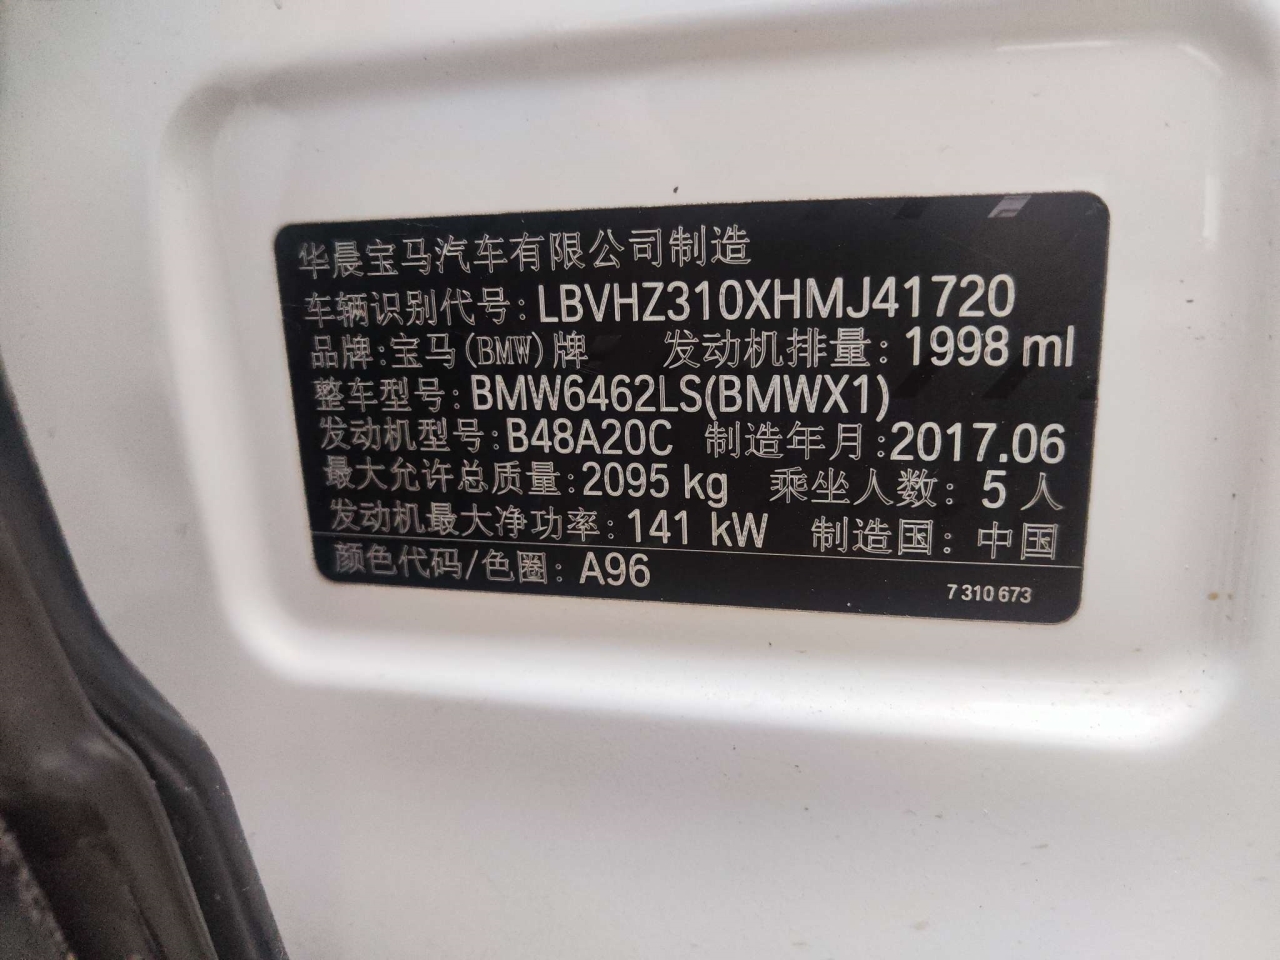 华晨宝马汽车有限公司制造
车辆识别代号:LBVHZ310XHMJ41720
品牌:宝马(BMW)牌 发动机排量:1998 ml
整车型号:BMW6462LS(BMWX1)
发动机型号:B48A20C 制造年月:2017.06
最大允许总质量:2095 kg 乘坐人数:5 人
发动机最大净功率:141 kW 制造国:中国
颜色代码/色圈:A96
7 310 673